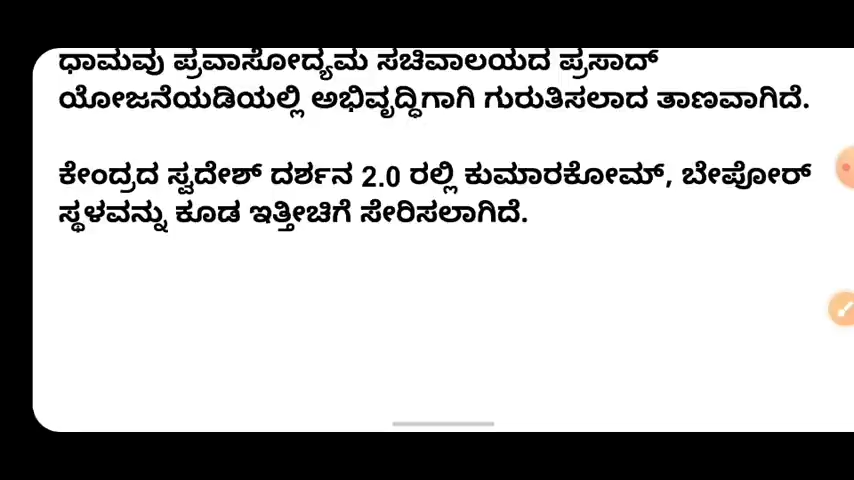 ಧಾಮವು ಪ್ರವಾಸೋದ್ಯಮ ಸಚಿವಾಲಯದ ಪ್ರಸಾದ್
ಯೋಜನೆಯಡಿಯಲ್ಲಿ ಅಭಿವೃದ್ಧಿಗಾಗಿ ಗುರುತಿಸಲಾದ ತಾಣವಾಗಿದೆ.
ಕೇಂದ್ರದ ಸ್ವದೇಶ್ ದರ್ಶನ 2.0 ರಲ್ಲಿ ಕುಮಾರಕೋಮ್, ಬೇಪೋರ್
ಸ್ಥಳವನ್ನು ಕೂಡ ಇತ್ತೀಚಿಗೆ ಸೇರಿಸಲಾಗಿದೆ.